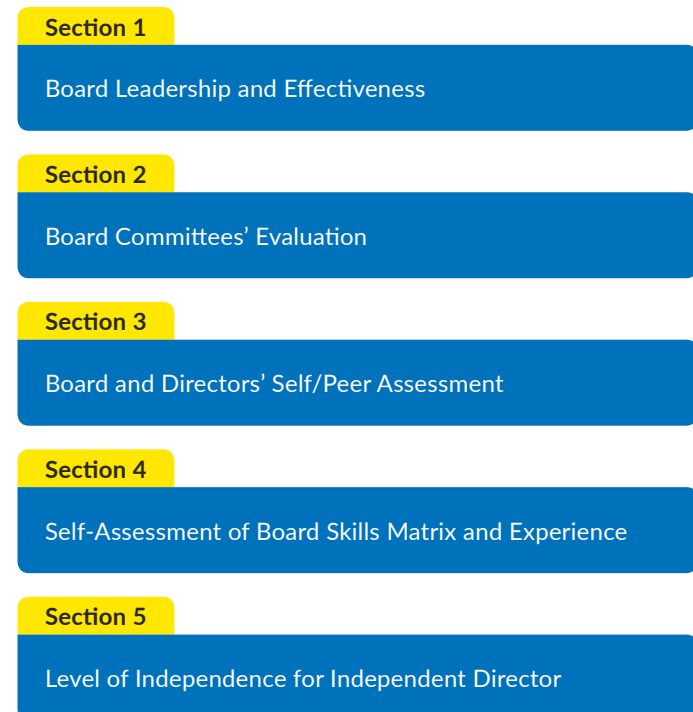 Section 1
Board Leadership and Effectiveness
Section 2
Board Committees’ Evaluation
Section 3
Board and Directors’ Self/Peer Assessment
Section 4
Self-Assessment of Board Skills Matrix and Experience
Section 5
Level of Independence for Independent Director